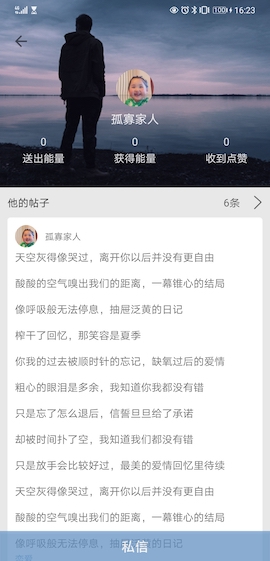 100
16:23
孤寡家人
0 0 0
送出能量 获得能量 收到点赞
他的帖子 6条
孤寡家人
天空灰得像哭过，离开你以后并没有更自由
酸酸的空气嗅出我们的距离，一幕锥心的结局
像呼吸般无法停息，抽屉泛黄的日记
榨干了回忆，那笑容是夏季
你我的过去被顺时针的忘记，缺氧过后的爱情
粗心的眼泪是多余，我知道你我都没有错
只是忘了怎么退后，信誓旦旦给了承诺
却被时间扑了空，我知道我们都没有错
只是放手会比较好过，最美的爱情回忆里待续
天空灰得像哭过，离开你以后并没有更自由
酸酸的空气嗅出我们的距离，一幕锥心的结局
像呼吸般无法停息，抽屉泛黄的日记
私信